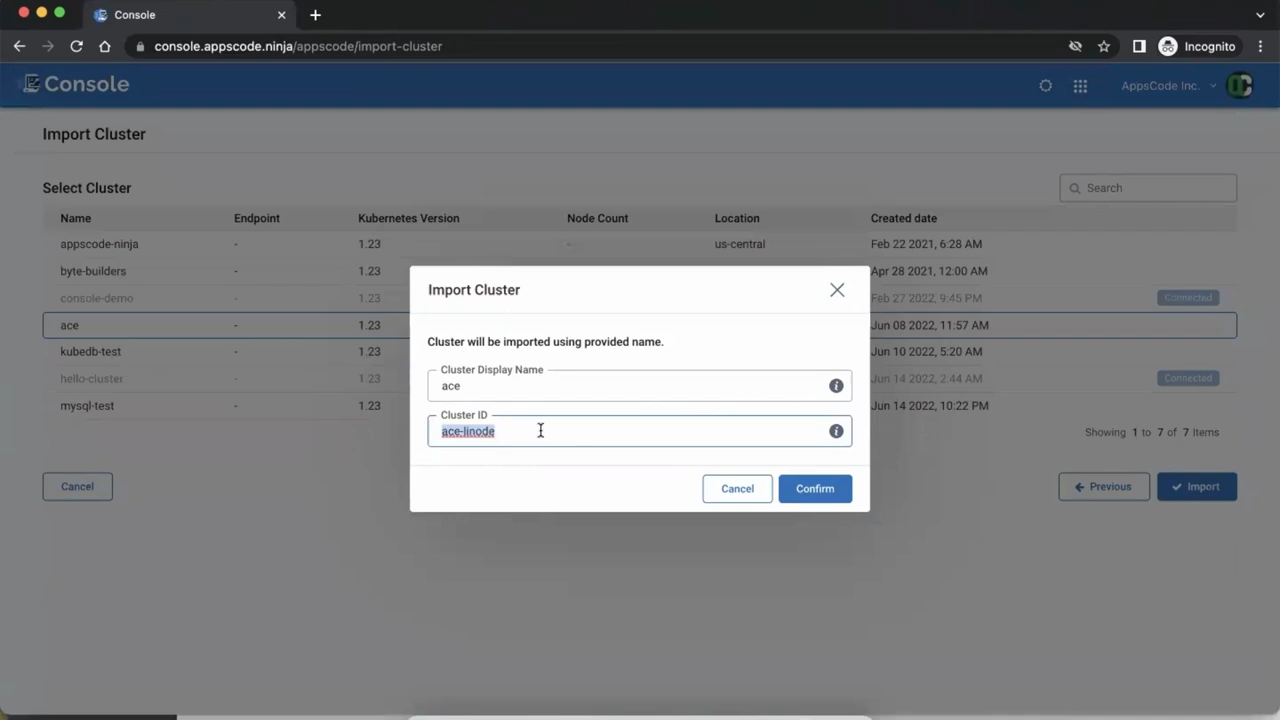 Console
console.appscode.ninja/appscode/import-cluster
Incognito
Console
AppsCode Inc.
Import Cluster
Select Cluster
Search
Name Endpoint Kubernetes Version Node Count Location Created date
appscode-ninja - 1.23 - us-central Feb 22 2021, 6:28 AM
byte-builders - 1.23 Apr 28 2021, 12:00 AM
console-demo - 1.23 Feb 27 2022, 9:45 PM Connected
ace - 1.23 Jun 08 2022, 11:57 AM
kubedb-test - 1.23 Jun 10 2022, 5:20 AM
hello-cluster - 1.23 Jun 14 2022, 2:44 AM Connected
mysql-test - 1.23 Jun 14 2022, 10:22 PM
Showing 1 to 7 of 7 Items
Cancel
Previous
Import
Import Cluster
Cluster will be imported using provided name.
Cluster Display Name
ace
Cluster ID
ace-linode
Cancel
Confirm